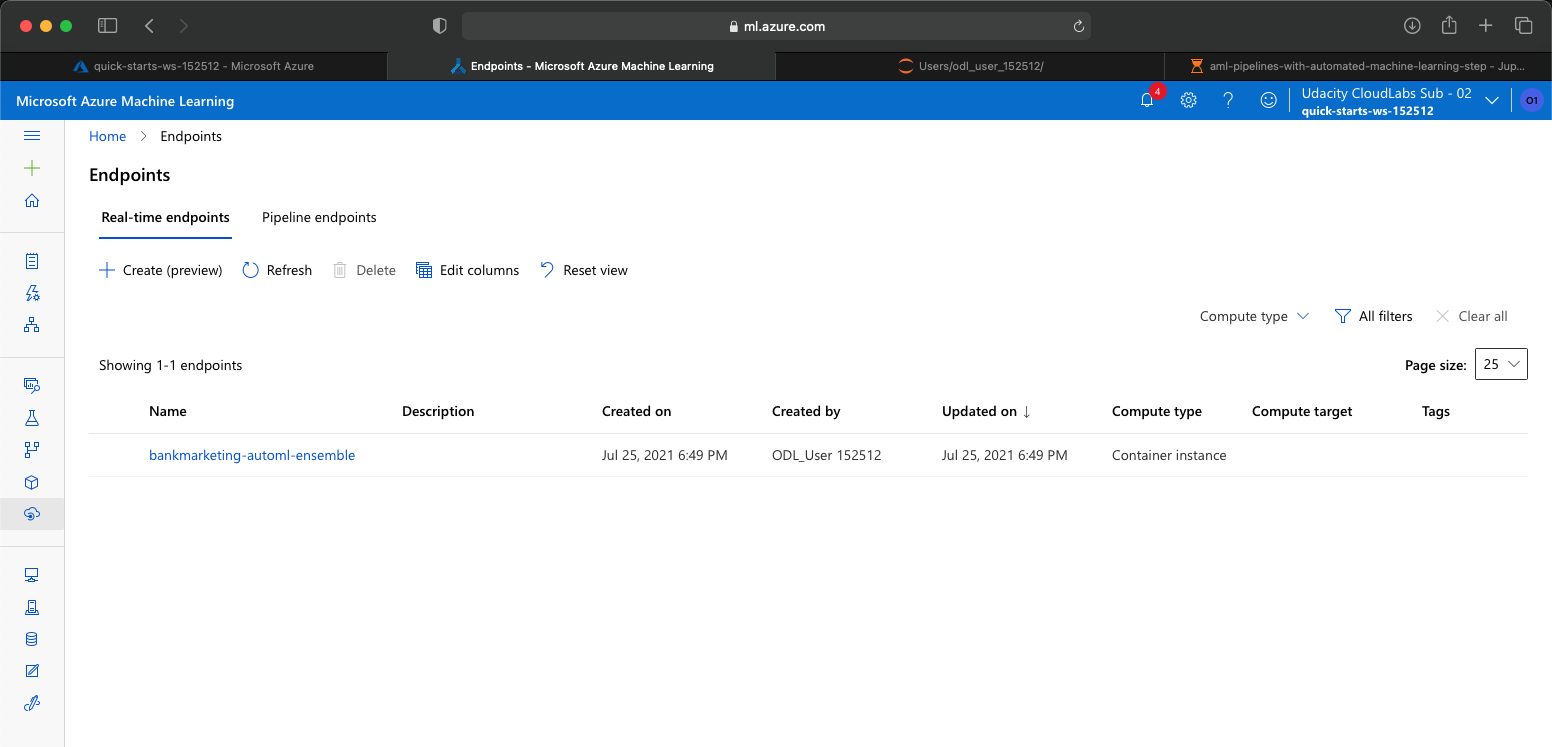 ml.azure.com
quick-starts-ws-152512 - Microsoft Azure
Endpoints - Microsoft Azure Machine Learning
Users/odl_user_152512/
aml-pipelines-with-automated-machine-learning-step - Jup...
Microsoft Azure Machine Learning
4
Udacity CloudLabs Sub - 02
quick-starts-ws-152512
O1
Home > Endpoints
Endpoints
Real-time endpoints Pipeline endpoints
Create (preview) Refresh Delete Edit columns Reset view
Compute type All filters Clear all
Showing 1-1 endpoints Page size: 25
Name Description Created on Created by Updated on ↓ Compute type Compute target Tags
bankmarketing-automl-ensemble Jul 25, 2021 6:49 PM ODL_User 152512 Jul 25, 2021 6:49 PM Container instance